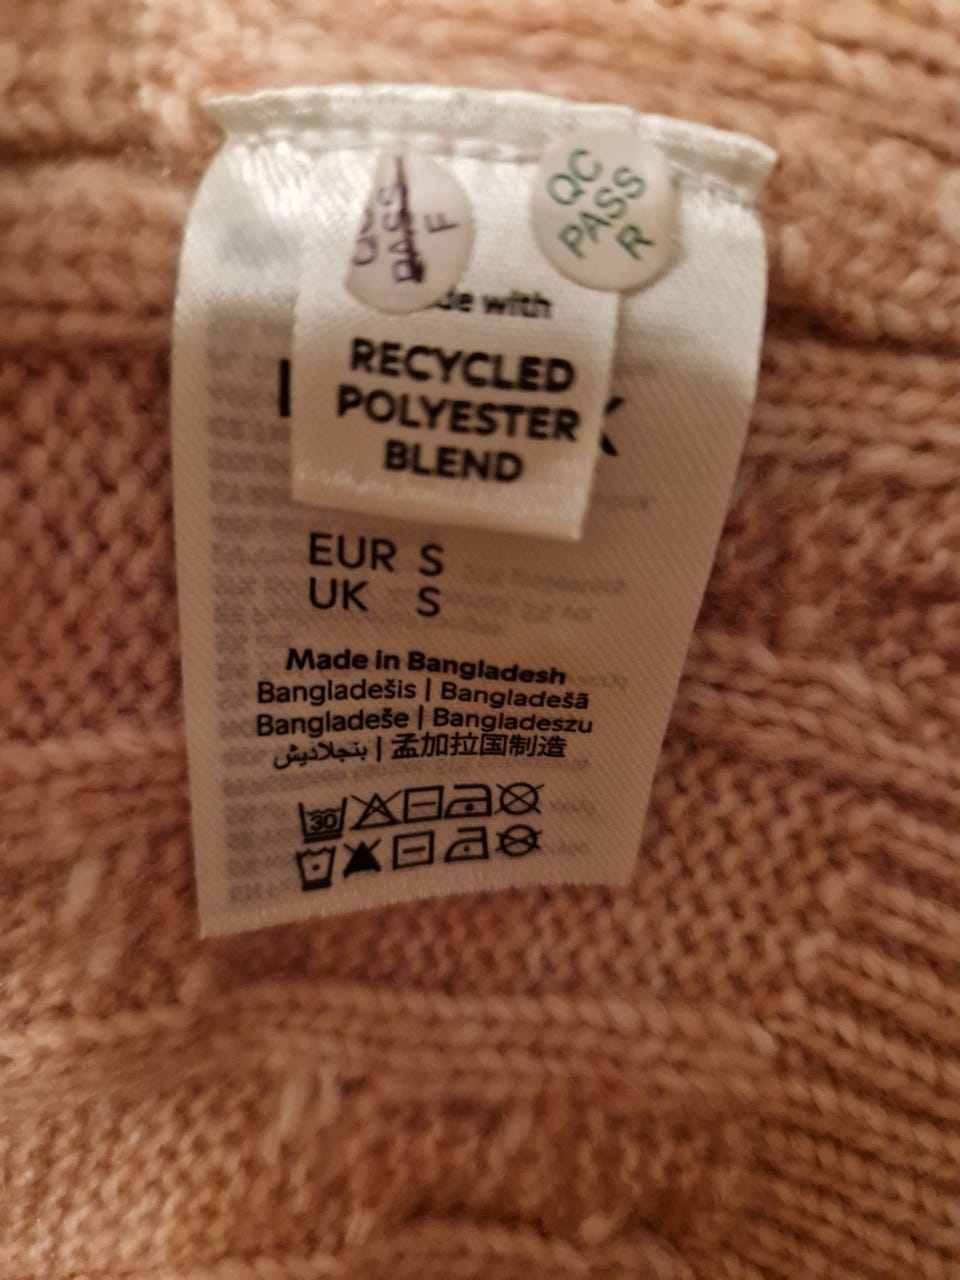 QC
PASS
F
QC
PASS
R
with
RECYCLED
POLYESTER
BLEND
EUR S
UK S
Made in Bangladesh
Bangladešis | Bangladešā
Bangladeše | Bangladeszu
بنجلاديش | 孟加拉国制造
30